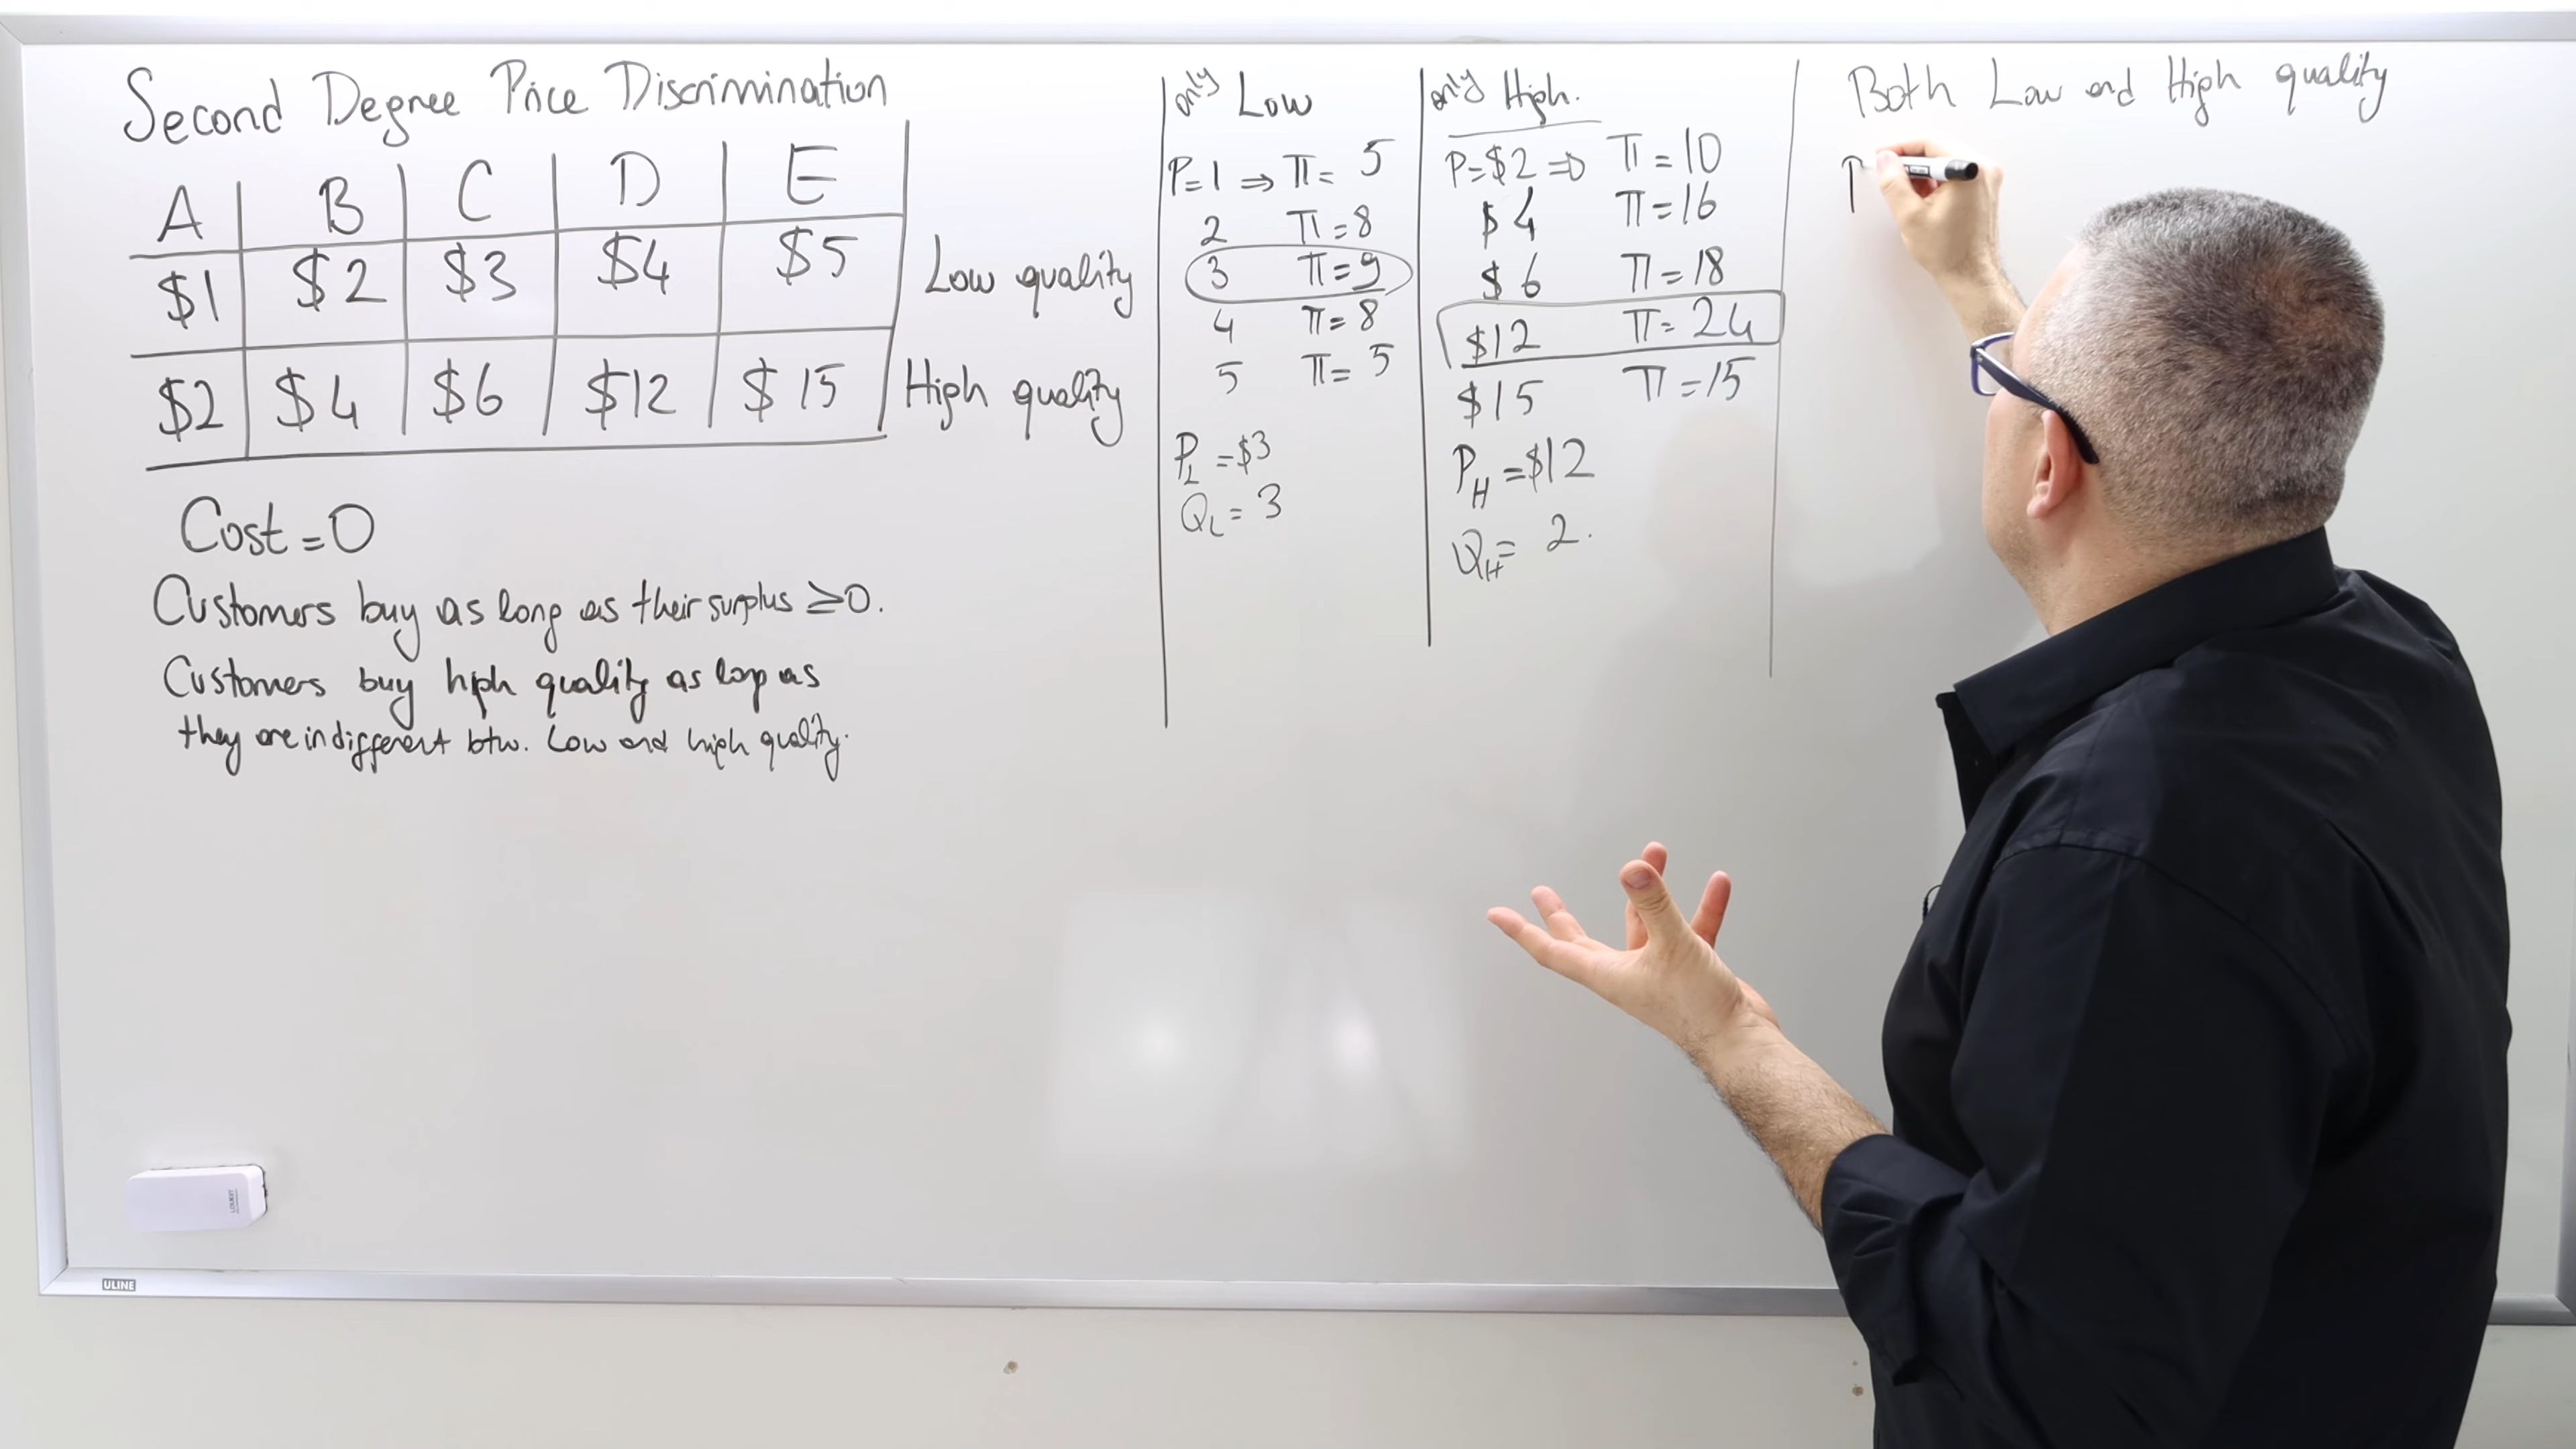 Second Degree Price Discrimination
A B C D E
$1 $2 $3 $4 $5 Low quality
$2 $4 $6 $12 $15 High quality
Cost = 0
Customers buy as long as their surplus ≥0.
Customers buy high quality as long as
they are indifferent btw. Low and high quality.
only Low
P=1 ⇒ π= 5
2 π=8
3 π=9
4 π=8
5 π=5
P_L = $3
Q_L = 3
only High.
P=$2 ⇒ π=10
$4 π=16
$6 π=18
$12 π=24
$15 π=15
P_H = $12
Q_H = 2.
Both Low and High quality
ULINE